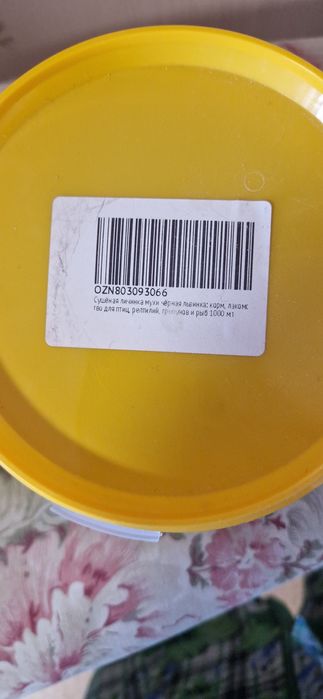 OZN803093066
Сушёная личинка мухи чёрная львинка: корм, лакомс
тво для птиц, рептилий, грызунов и рыб 1000 мл